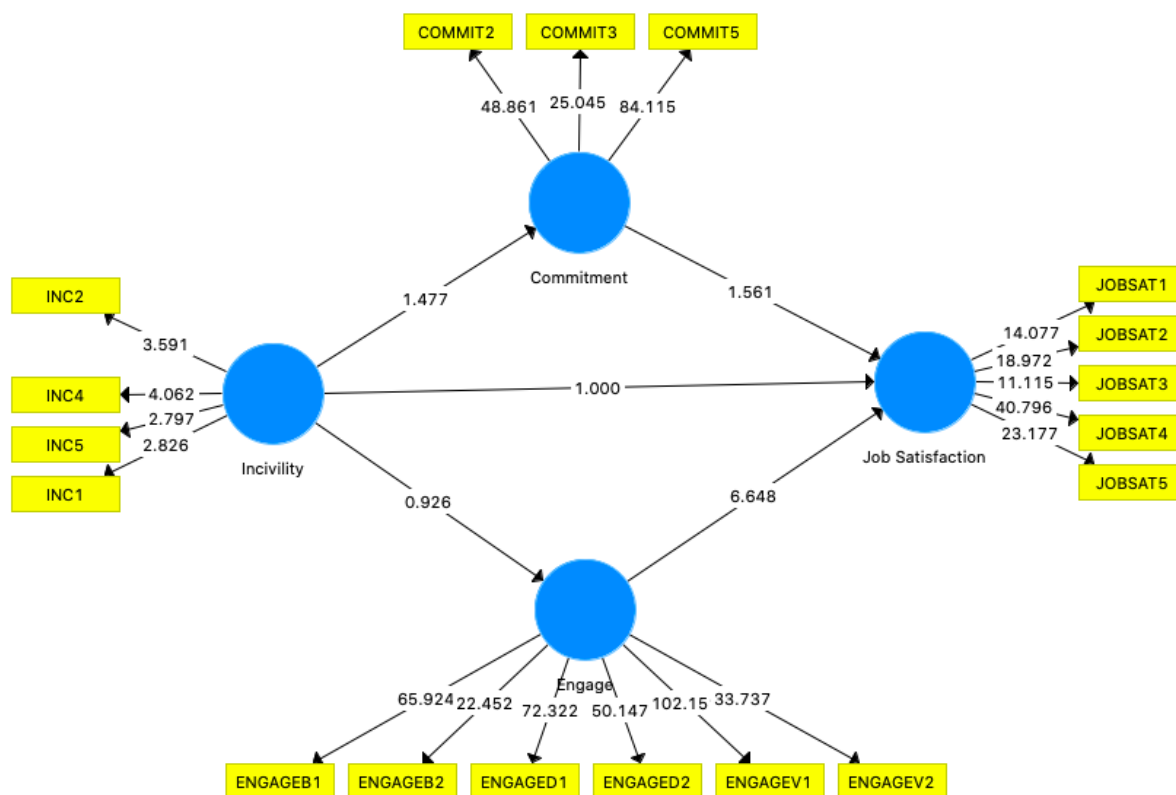 COMMIT2 COMMIT3 COMMIT5
48.861 25.045 84.115
Commitment
INC2
INC4
INC5
INC1
3.591
4.062
2.797
2.826
Incivility
1.477
1.561
1.000
0.926
6.648
JOBSAT1
JOBSAT2
JOBSAT3
JOBSAT4
JOBSAT5
14.077
18.972
11.115
40.796
23.177
Job Satisfaction
Engage
65.924 22.452 72.322 50.147 102.15 33.737
ENGAGEB1 ENGAGEB2 ENGAGED1 ENGAGED2 ENGAGEV1 ENGAGEV2